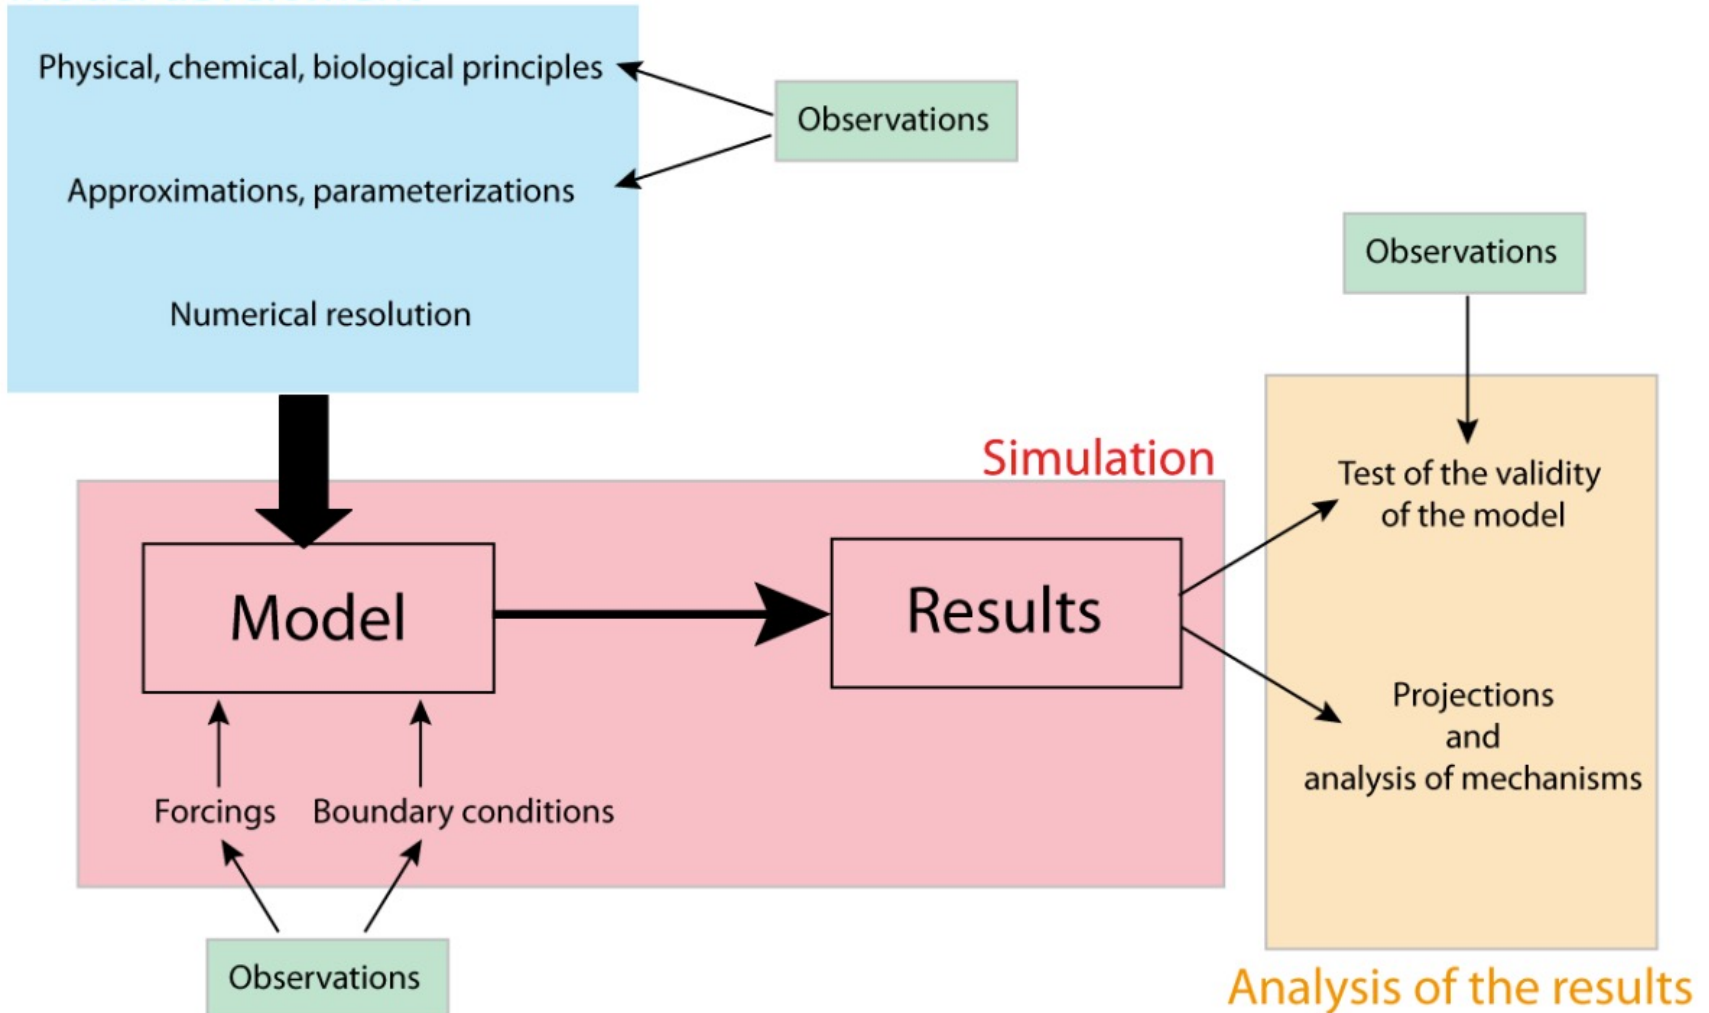 Physical, chemical, biological principles
Observations
Approximations, parameterizations
Numerical resolution
Observations
Simulation
Test of the validity
of the model
Model
Results
Projections
and
analysis of mechanisms
Forcings
Boundary conditions
Observations
Analysis of the results